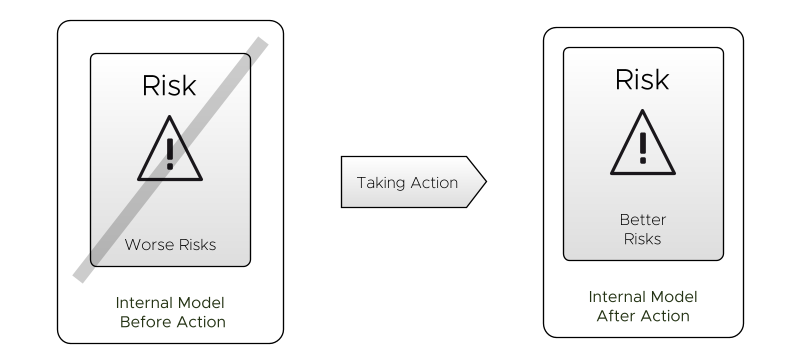 Risk
Worse Risks
Internal Model
Before Action
Taking Action
Risk
Better
Risks
Internal Model
After Action